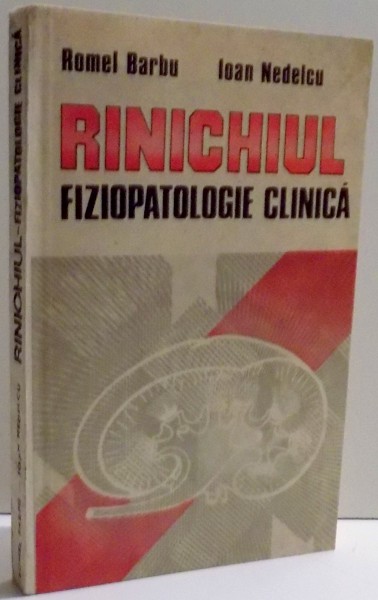 Romel Barbu Ioan Nedelcu
RINICHIUL
FIZIOPATOLOGIE CLINICĂ
RINICHIUL-FIZIOPATOLOGIE CLINICĂ